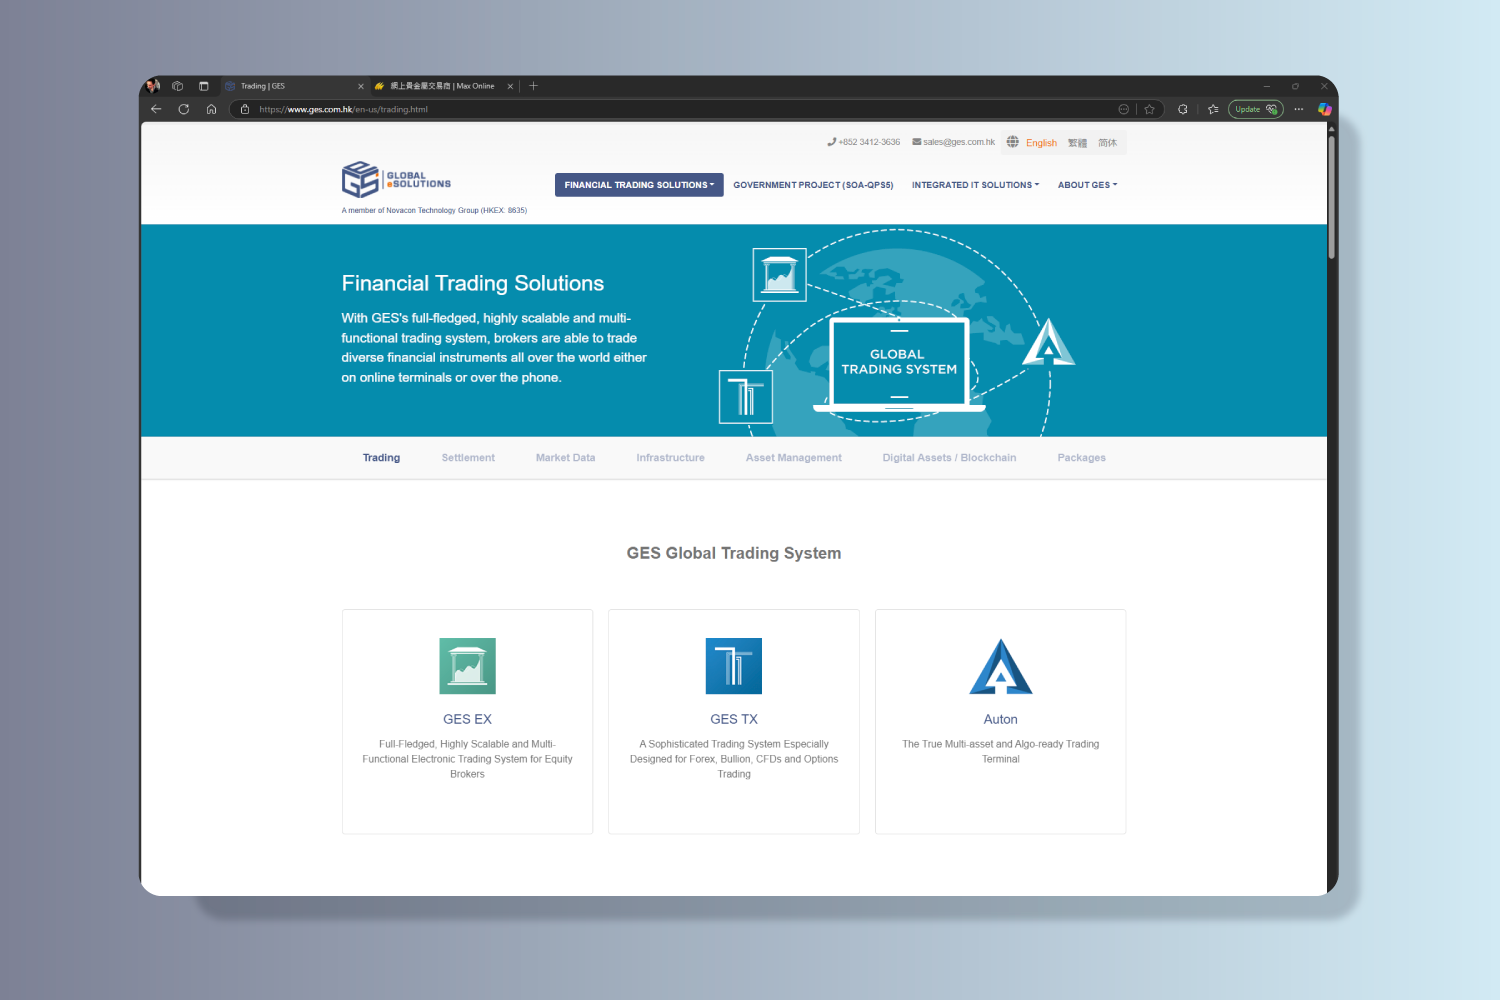 Trading | GES
網上貴金屬交易商 | Max Online
https://www.ges.com.hk/en-us/trading.html
Update
+852 3412-3636
sales@ges.com.hk
English
繁體
简体
GLOBAL
eSOLUTIONS
A member of Novacon Technology Group (HKEX: 8635)
FINANCIAL TRADING SOLUTIONS
GOVERNMENT PROJECT (SOA-QPS5)
INTEGRATED IT SOLUTIONS
ABOUT GES
Financial Trading Solutions
With GES's full-fledged, highly scalable and multi-
functional trading system, brokers are able to trade
diverse financial instruments all over the world either
on online terminals or over the phone.
GLOBAL
TRADING SYSTEM
Trading
Settlement
Market Data
Infrastructure
Asset Management
Digital Assets / Blockchain
Packages
GES Global Trading System
GES EX
Full-Fledged, Highly Scalable and Multi-
Functional Electronic Trading System for Equity
Brokers
GES TX
A Sophisticated Trading System Especially
Designed for Forex, Bullion, CFDs and Options
Trading
Auton
The True Multi-asset and Algo-ready Trading
Terminal